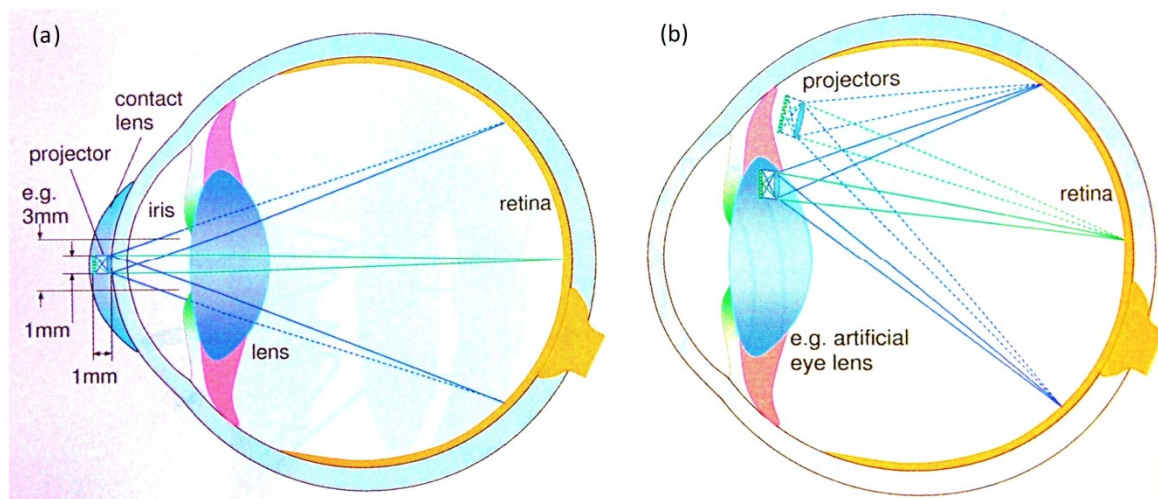 (a)
contact
lens
projector
e.g.
3mm
iris
retina
1mm
lens
1mm
(b)
projectors
retina
e.g. artificial
eye lens